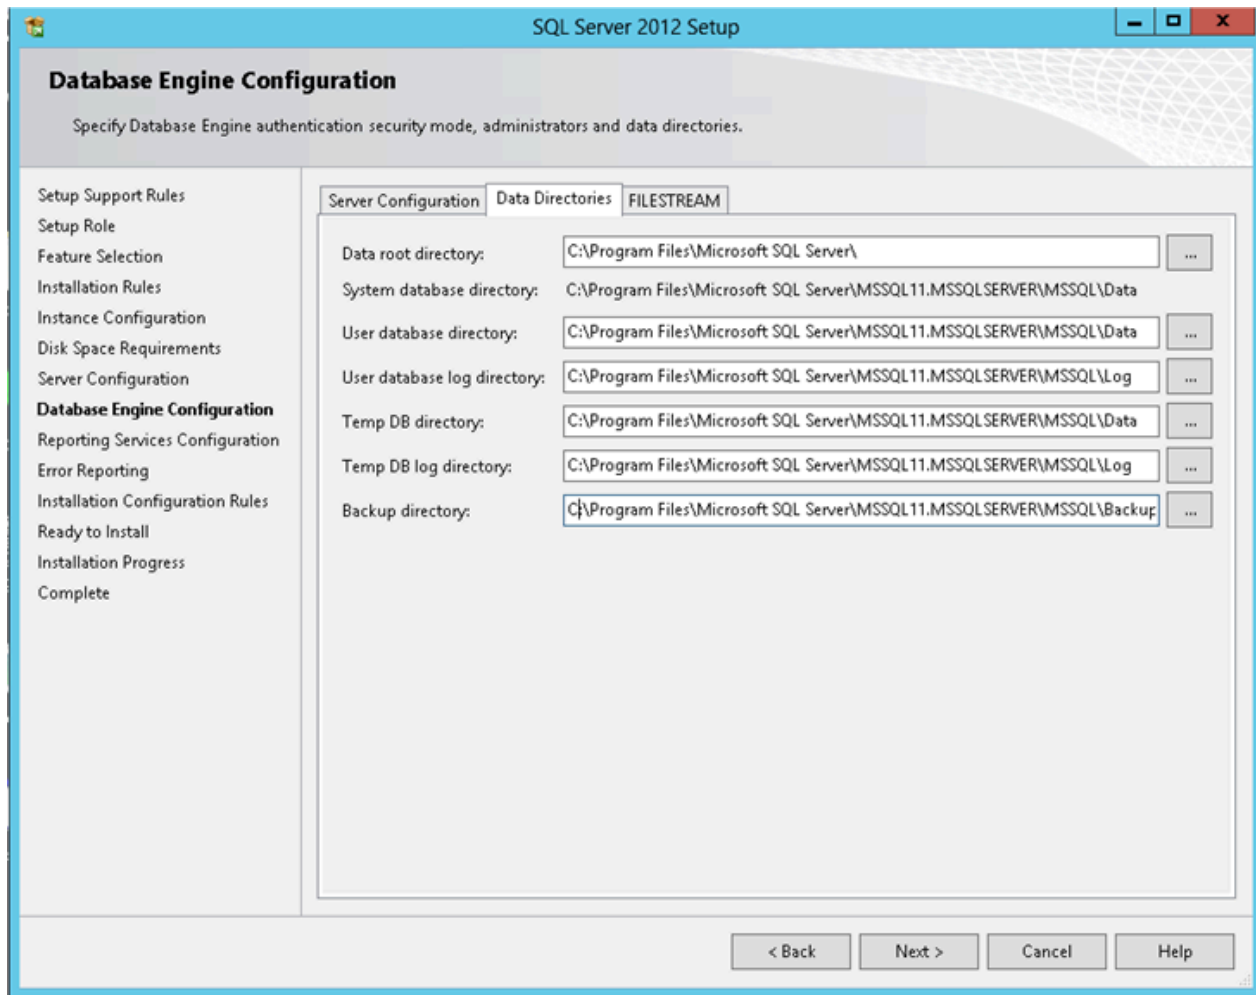 SQL Server 2012 Setup
Database Engine Configuration
Specify Database Engine authentication security mode, administrators and data directories.
Setup Support Rules
Setup Role
Feature Selection
Installation Rules
Instance Configuration
Disk Space Requirements
Server Configuration
Database Engine Configuration
Reporting Services Configuration
Error Reporting
Installation Configuration Rules
Ready to Install
Installation Progress
Complete
Server Configuration Data Directories FILESTREAM
Data root directory: C:\Program Files\Microsoft SQL Server\ ...
System database directory: C:\Program Files\Microsoft SQL Server\MSSQL11.MSSQLSERVER\MSSQL\Data
User database directory: C:\Program Files\Microsoft SQL Server\MSSQL11.MSSQLSERVER\MSSQL\Data ...
User database log directory: C:\Program Files\Microsoft SQL Server\MSSQL11.MSSQLSERVER\MSSQL\Log ...
Temp DB directory: C:\Program Files\Microsoft SQL Server\MSSQL11.MSSQLSERVER\MSSQL\Data ...
Temp DB log directory: C:\Program Files\Microsoft SQL Server\MSSQL11.MSSQLSERVER\MSSQL\Log ...
Backup directory: C:\Program Files\Microsoft SQL Server\MSSQL11.MSSQLSERVER\MSSQL\Backup ...
< Back Next > Cancel Help